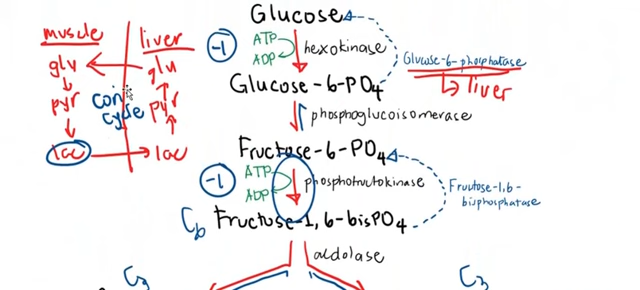 muscle
liver
glu
glu
pyr
pyr
cori
cycle
lac
lac
Glucose
-1
ATP
ADP
hexokinase
Glucose-6-phosphatase
↳ liver
Glucose-6-PO4
phosphoglucoisomerase
Fructose-6-PO4
-1
ATP
ADP
phosphofructokinase
Fructose-1,6-
bisphosphatase
C6 Fructose-1,6-bisPO4
aldolase
C3
C3